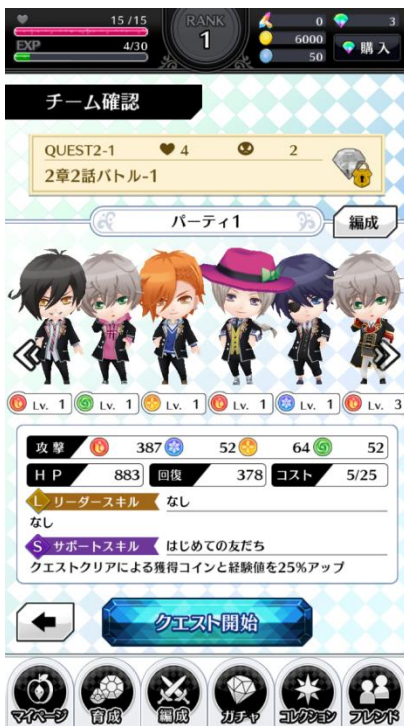 15 /15
RANK
1
0
3
EXP
4/30
6000
50
購入
チーム確認
QUEST2-1 4 2
2章2話バトル-1
パーティ1
編成
Lv. 1 Lv. 1 Lv. 1 Lv. 1 Lv. 1 Lv. 3
攻撃 387 52 64 52
HP 883 回復 378 コスト 5/25
L リーダースキル なし
なし
S サポートスキル はじめての友だち
クエストクリアによる獲得コインと経験値を25%アップ
クエスト開始
マイページ 育成 編成 ガチャ コレクション フレンド